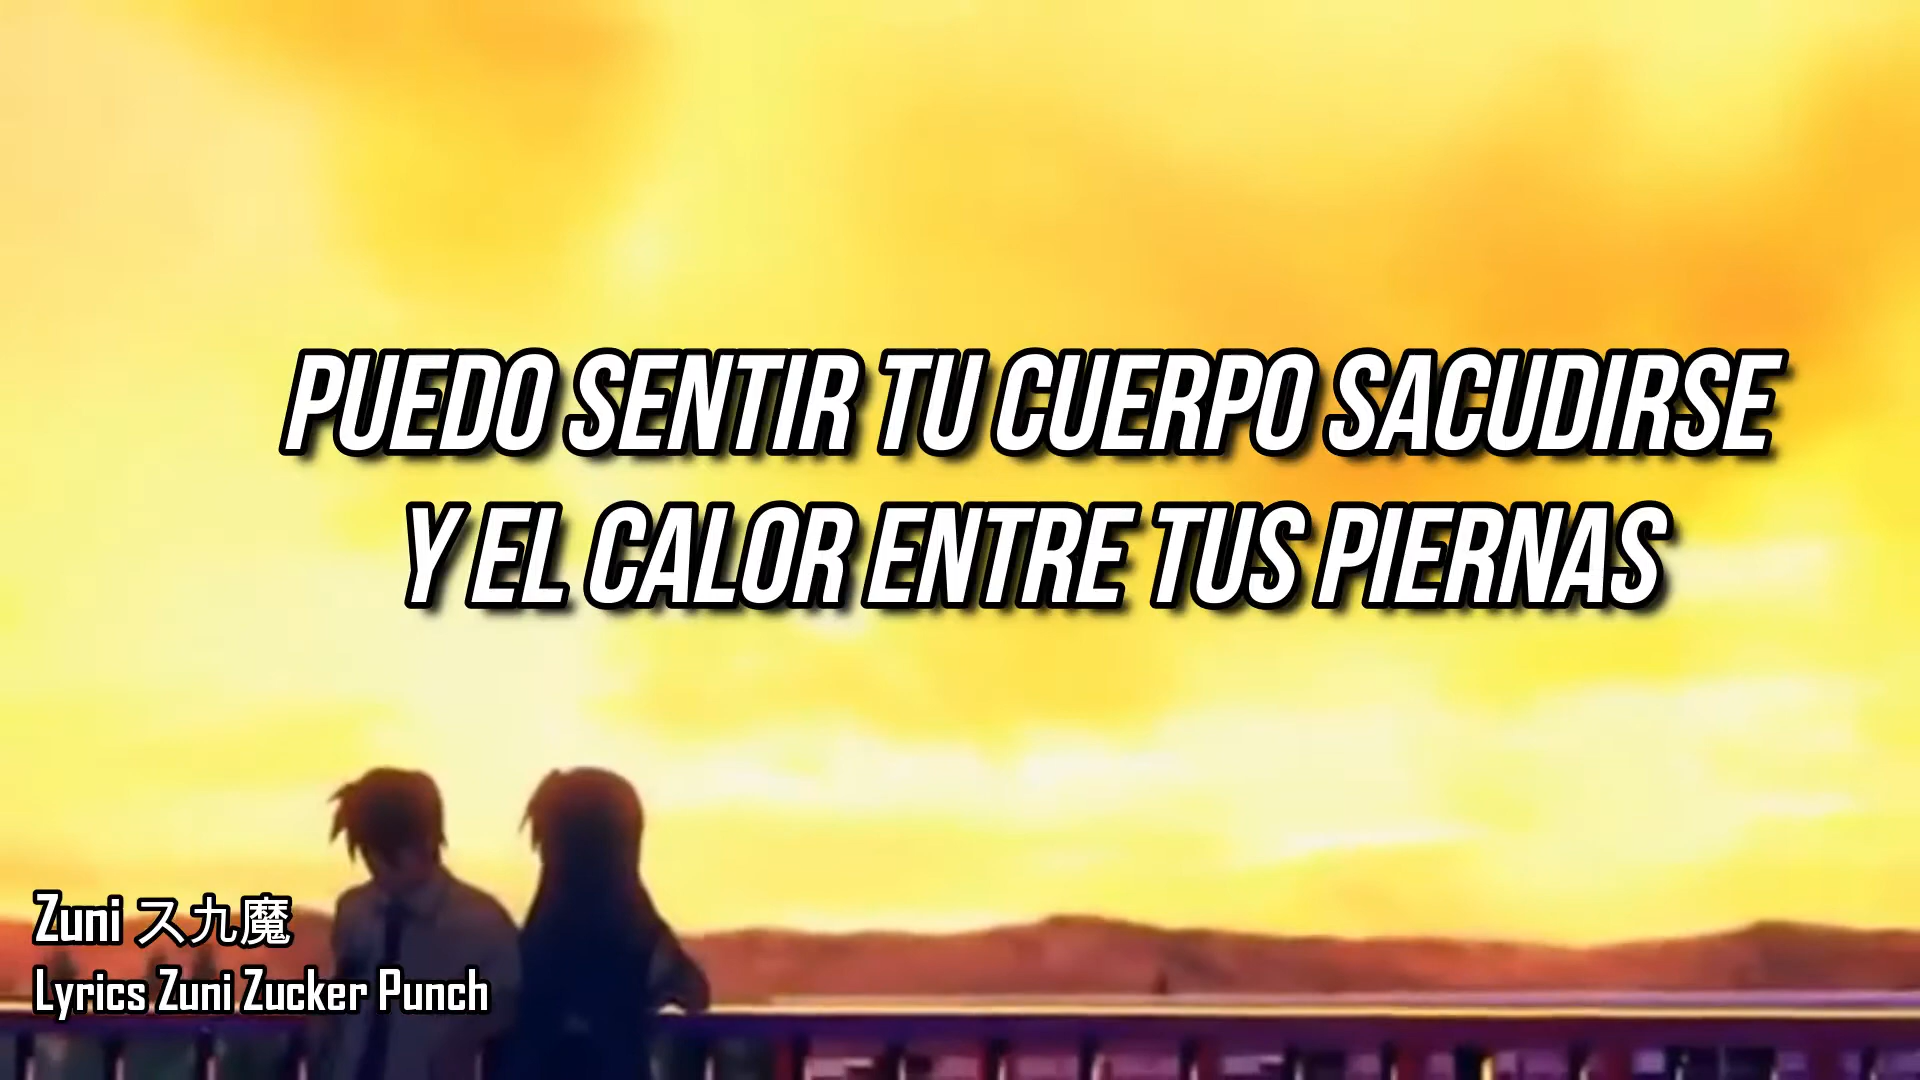 PUEDO SENTIR TU CUERPO SACUDIRSE
Y EL CALOR ENTRE TUS PIERNAS
Zuni ス九魔
Lyrics Zuni Zucker Punch